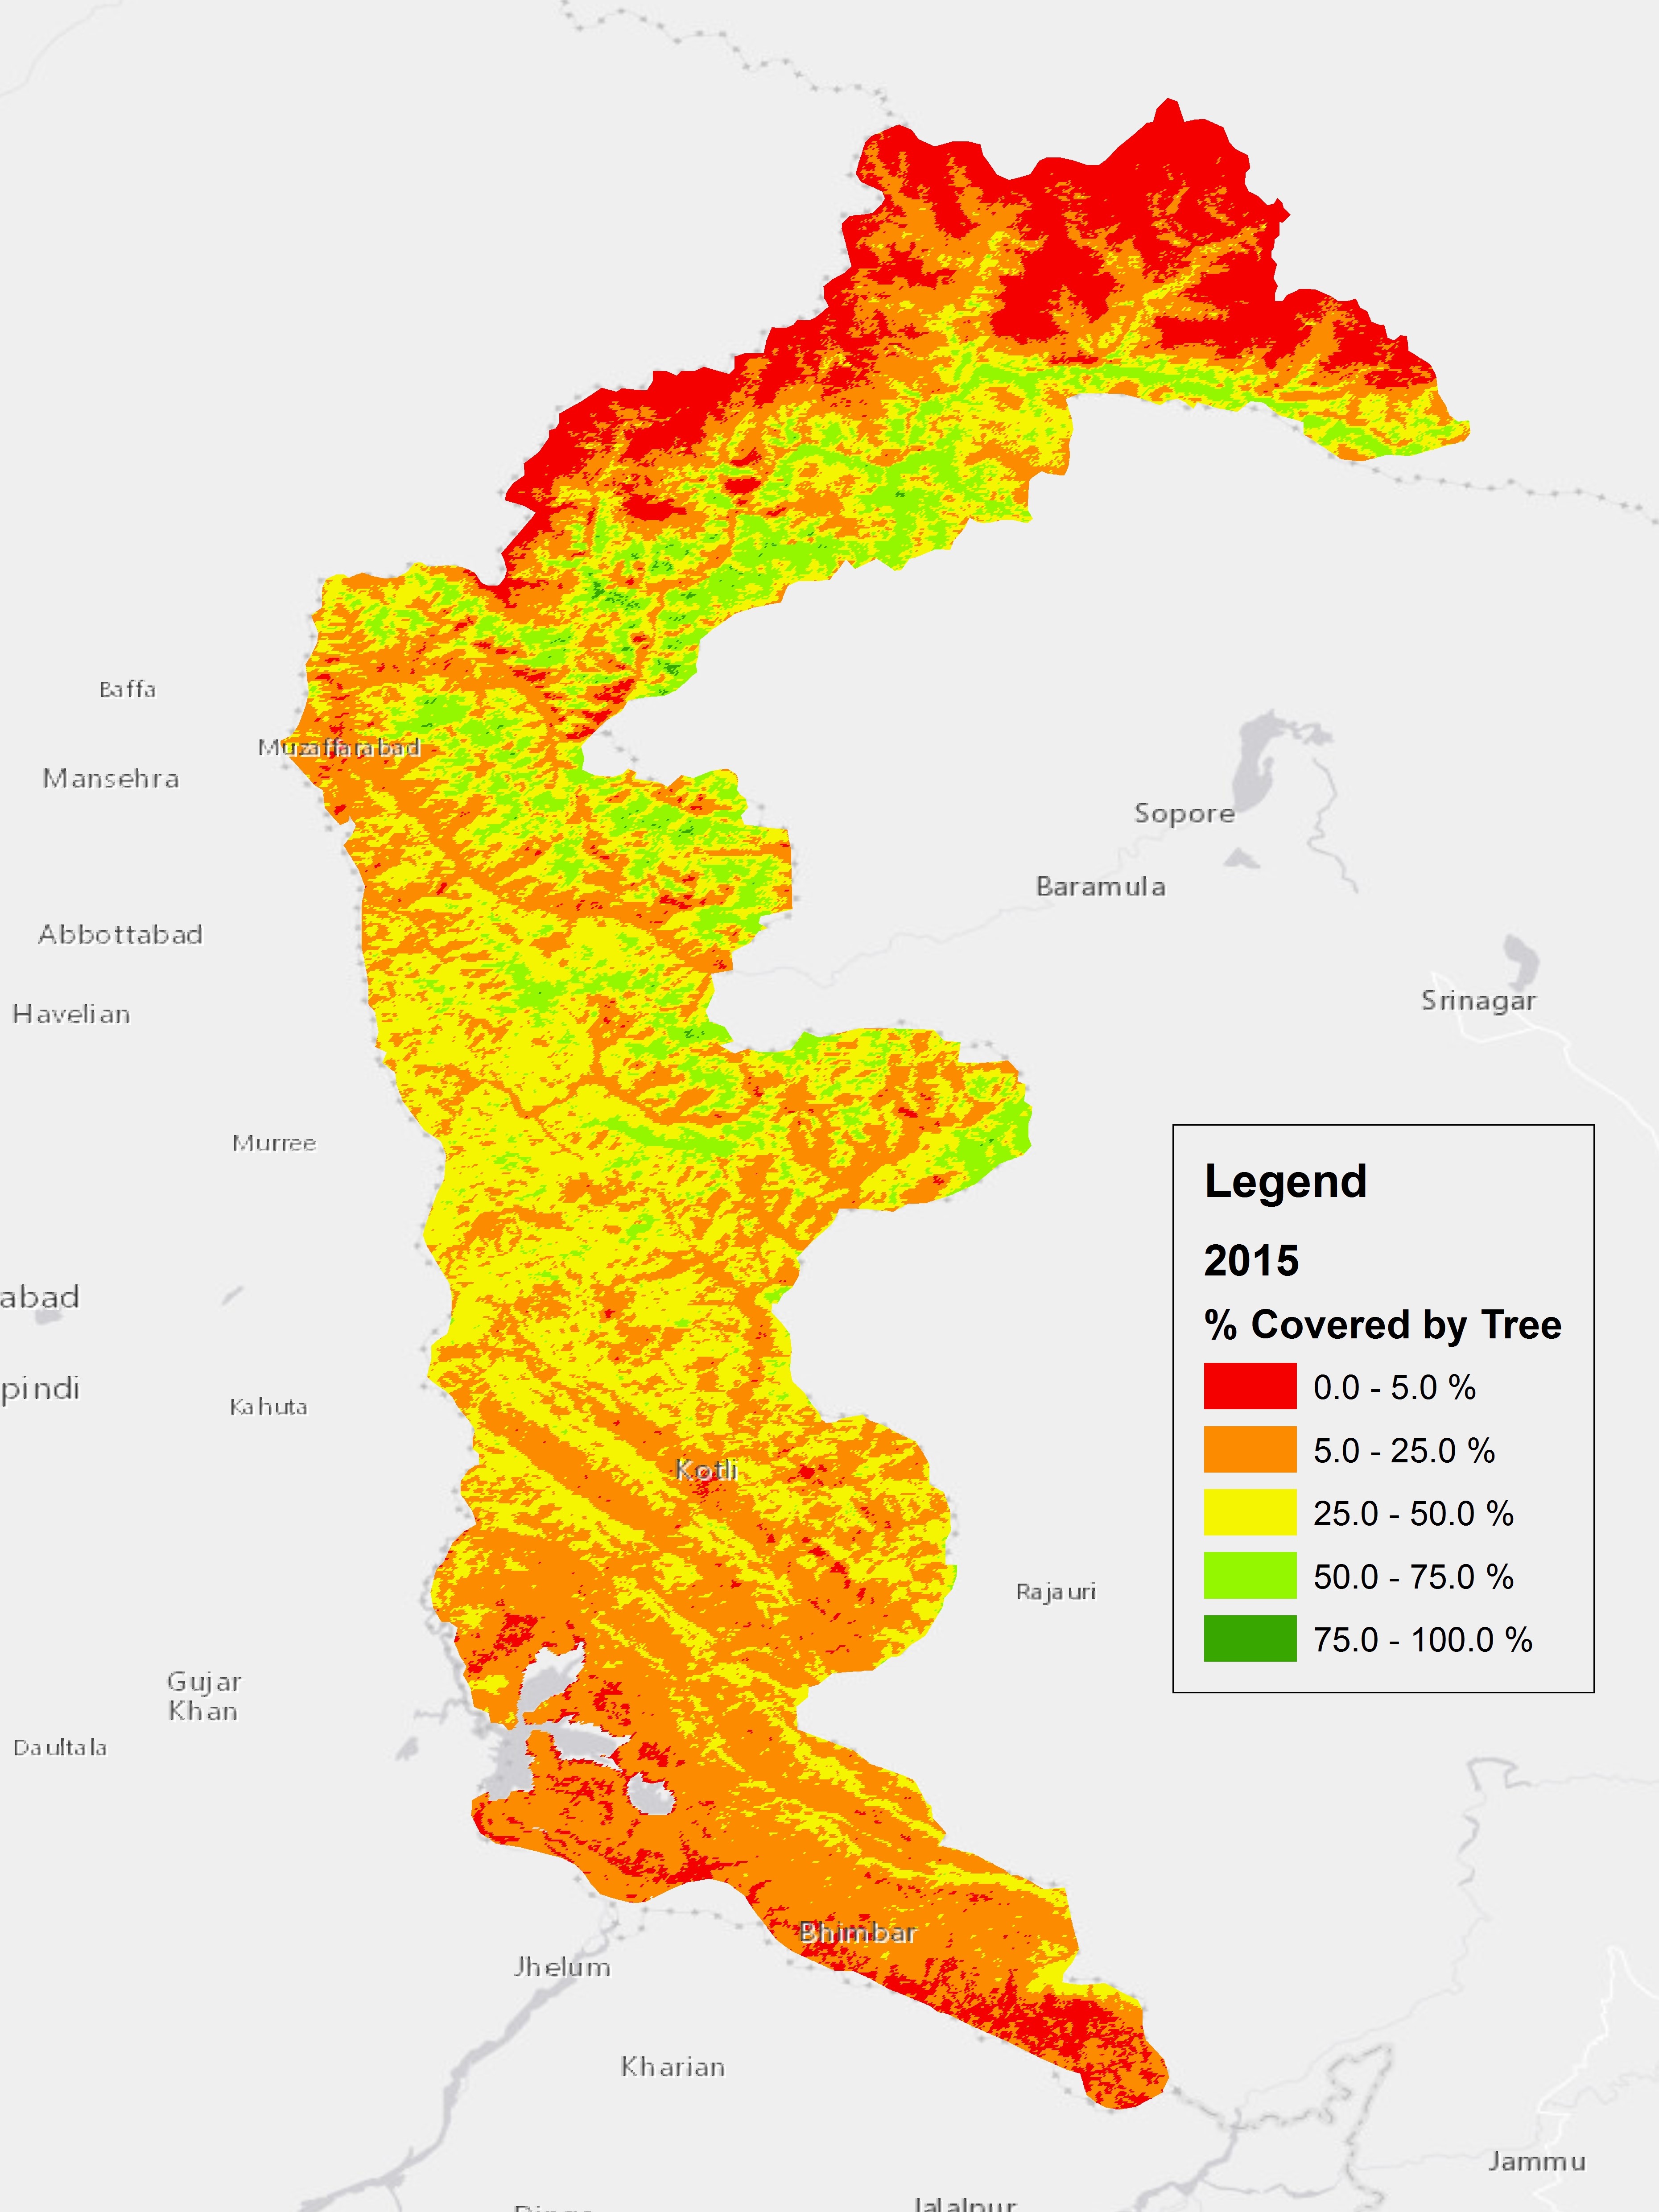 Baffa
Muzaffarabad
Mansehra
Sopore
Baramula
Abbottabad
Srinagar
Havelian
Murree
Legend
2015
% Covered by Tree
0.0 - 5.0 %
5.0 - 25.0 %
25.0 - 50.0 %
50.0 - 75.0 %
75.0 - 100.0 %
abad
pindi
Kahuta
Kotli
Rajauri
Gujar
Khan
Daultala
Bhimbar
Jhelum
Kharian
Jammu
Jalalpur